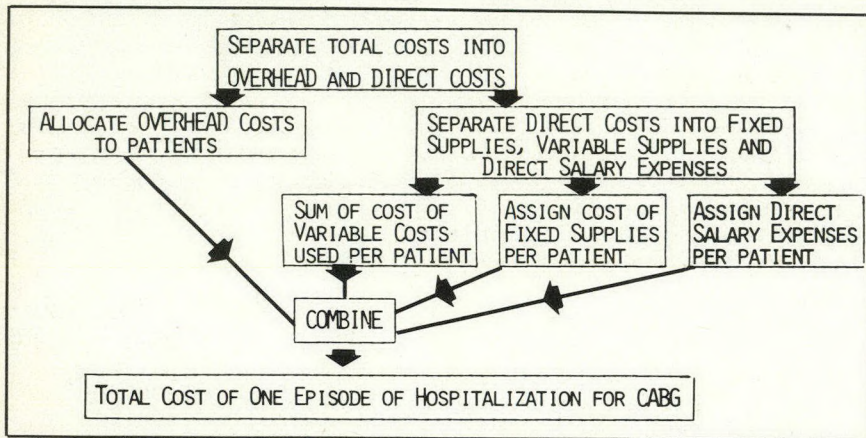 SEPARATE TOTAL COSTS INTO
OVERHEAD AND DIRECT COSTS
ALLOCATE OVERHEAD COSTS
TO PATIENTS
SEPARATE DIRECT COSTS INTO FIXED
SUPPLIES, VARIABLE SUPPLIES AND
DIRECT SALARY EXPENSES
SUM OF COST OF
VARIABLE COSTS
USED PER PATIENT
ASSIGN COST OF
FIXED SUPPLIES
PER PATIENT
ASSIGN DIRECT
SALARY EXPENSES
PER PATIENT
COMBINE
TOTAL COST OF ONE EPISODE OF HOSPITALIZATION FOR CABG